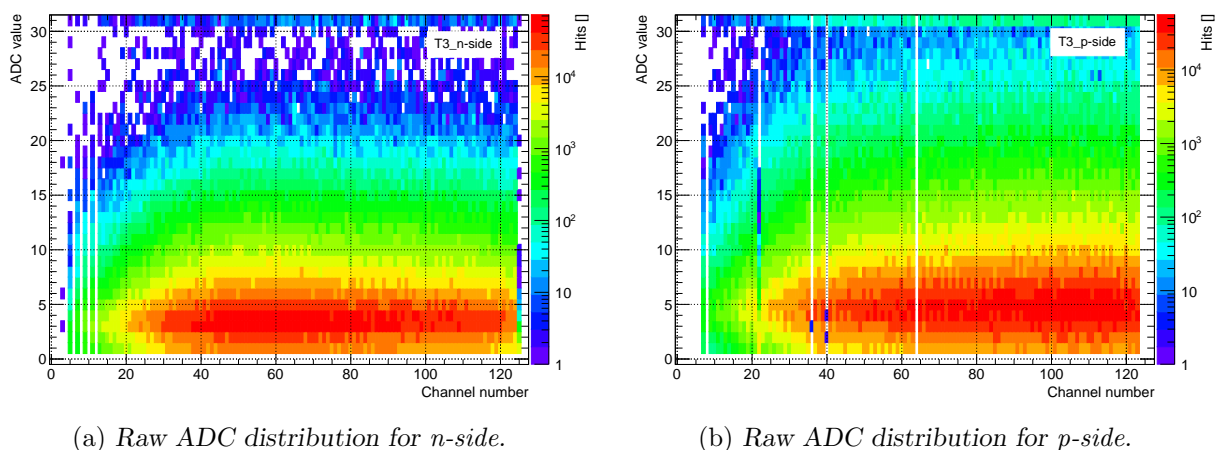 ADC value
30
25
20
15
10
5
0
0 20 40 60 80 100 120
Channel number
T3_n-side
Hits []
10^4
10^3
10^2
10
1
(a) Raw ADC distribution for n-side.
ADC value
30
25
20
15
10
5
0
0 20 40 60 80 100 120
Channel number
T3_p-side
Hits []
10^4
10^3
10^2
10
1
(b) Raw ADC distribution for p-side.